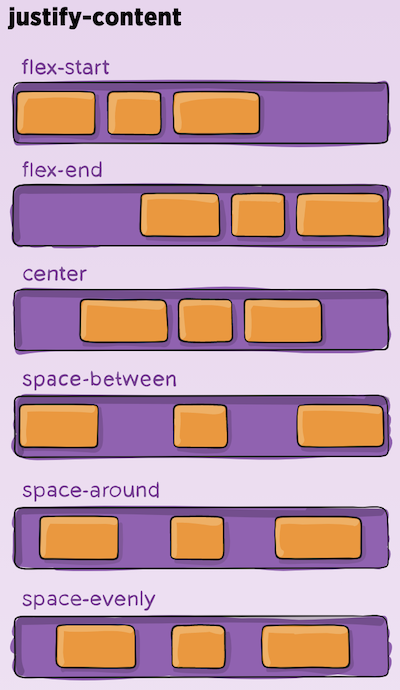 justify-content
flex-start
flex-end
center
space-between
space-around
space-evenly